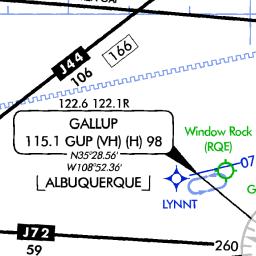 J44
166
106
122.6 122.1R
GALLUP
115.1 GUP (VH) (H) 98
N35°28.56'
W108°52.36'
ALBUQUERQUE
Window Rock
(RQE)
07
LYNNT
J72
59
260